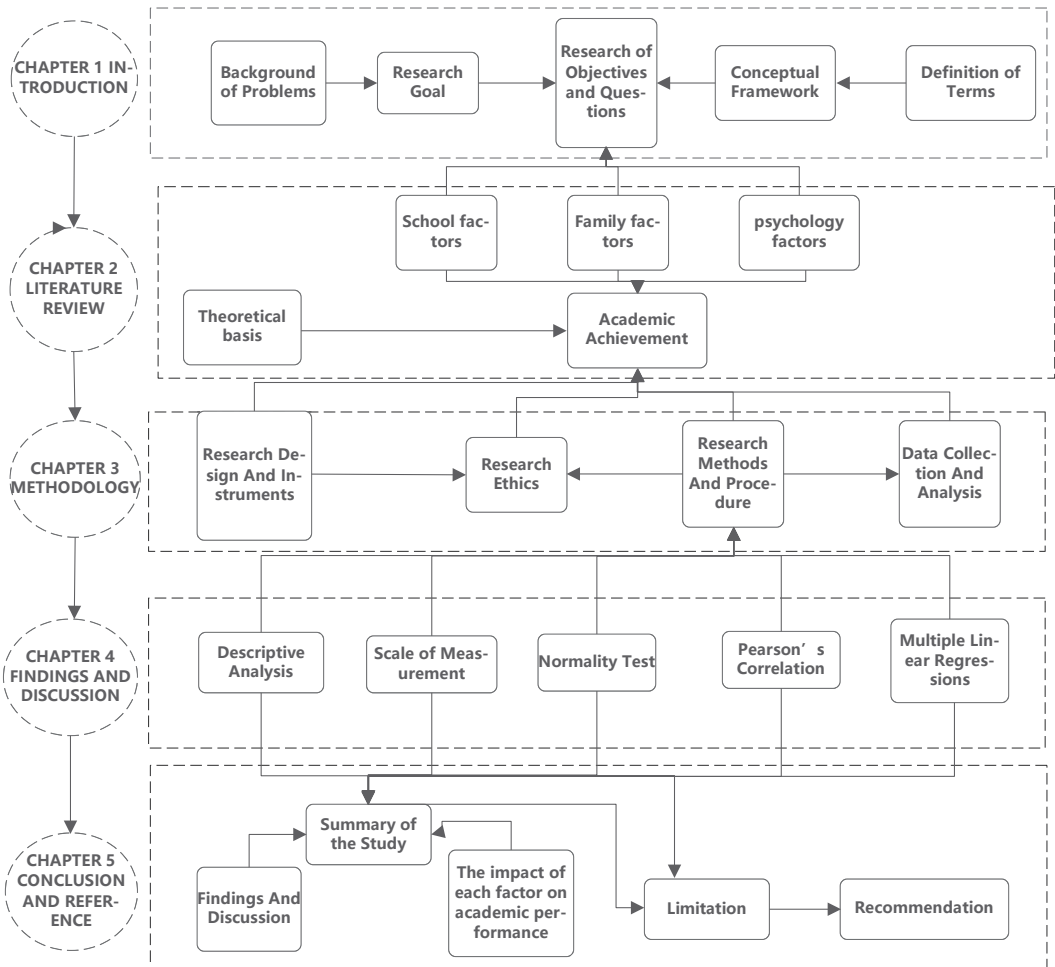 CHAPTER 1 IN-
TRODUCTION
Background
of Problems
Research
Goal
Research of
Objectives
and Ques-
tions
Conceptual
Framework
Definition of
Terms
CHAPTER 2
LITERATURE
REVIEW
School fac-
tors
Family fac-
tors
psychology
factors
Theoretical
basis
Academic
Achievement
CHAPTER 3
METHODOLOGY
Research De-
sign And In-
struments
Research
Ethics
Research
Methods
And Proce-
dure
Data Collec-
tion And
Analysis
CHAPTER 4
FINDINGS AND
DISCUSSION
Descriptive
Analysis
Scale of Meas-
urement
Normality Test
Pearson’s
Correlation
Multiple Lin-
ear Regres-
sions
CHAPTER 5
CONCLUSION
AND REFER-
ENCE
Summary of
the Study
Findings And
Discussion
The impact of
each factor on
academic per-
formance
Limitation
Recommendation